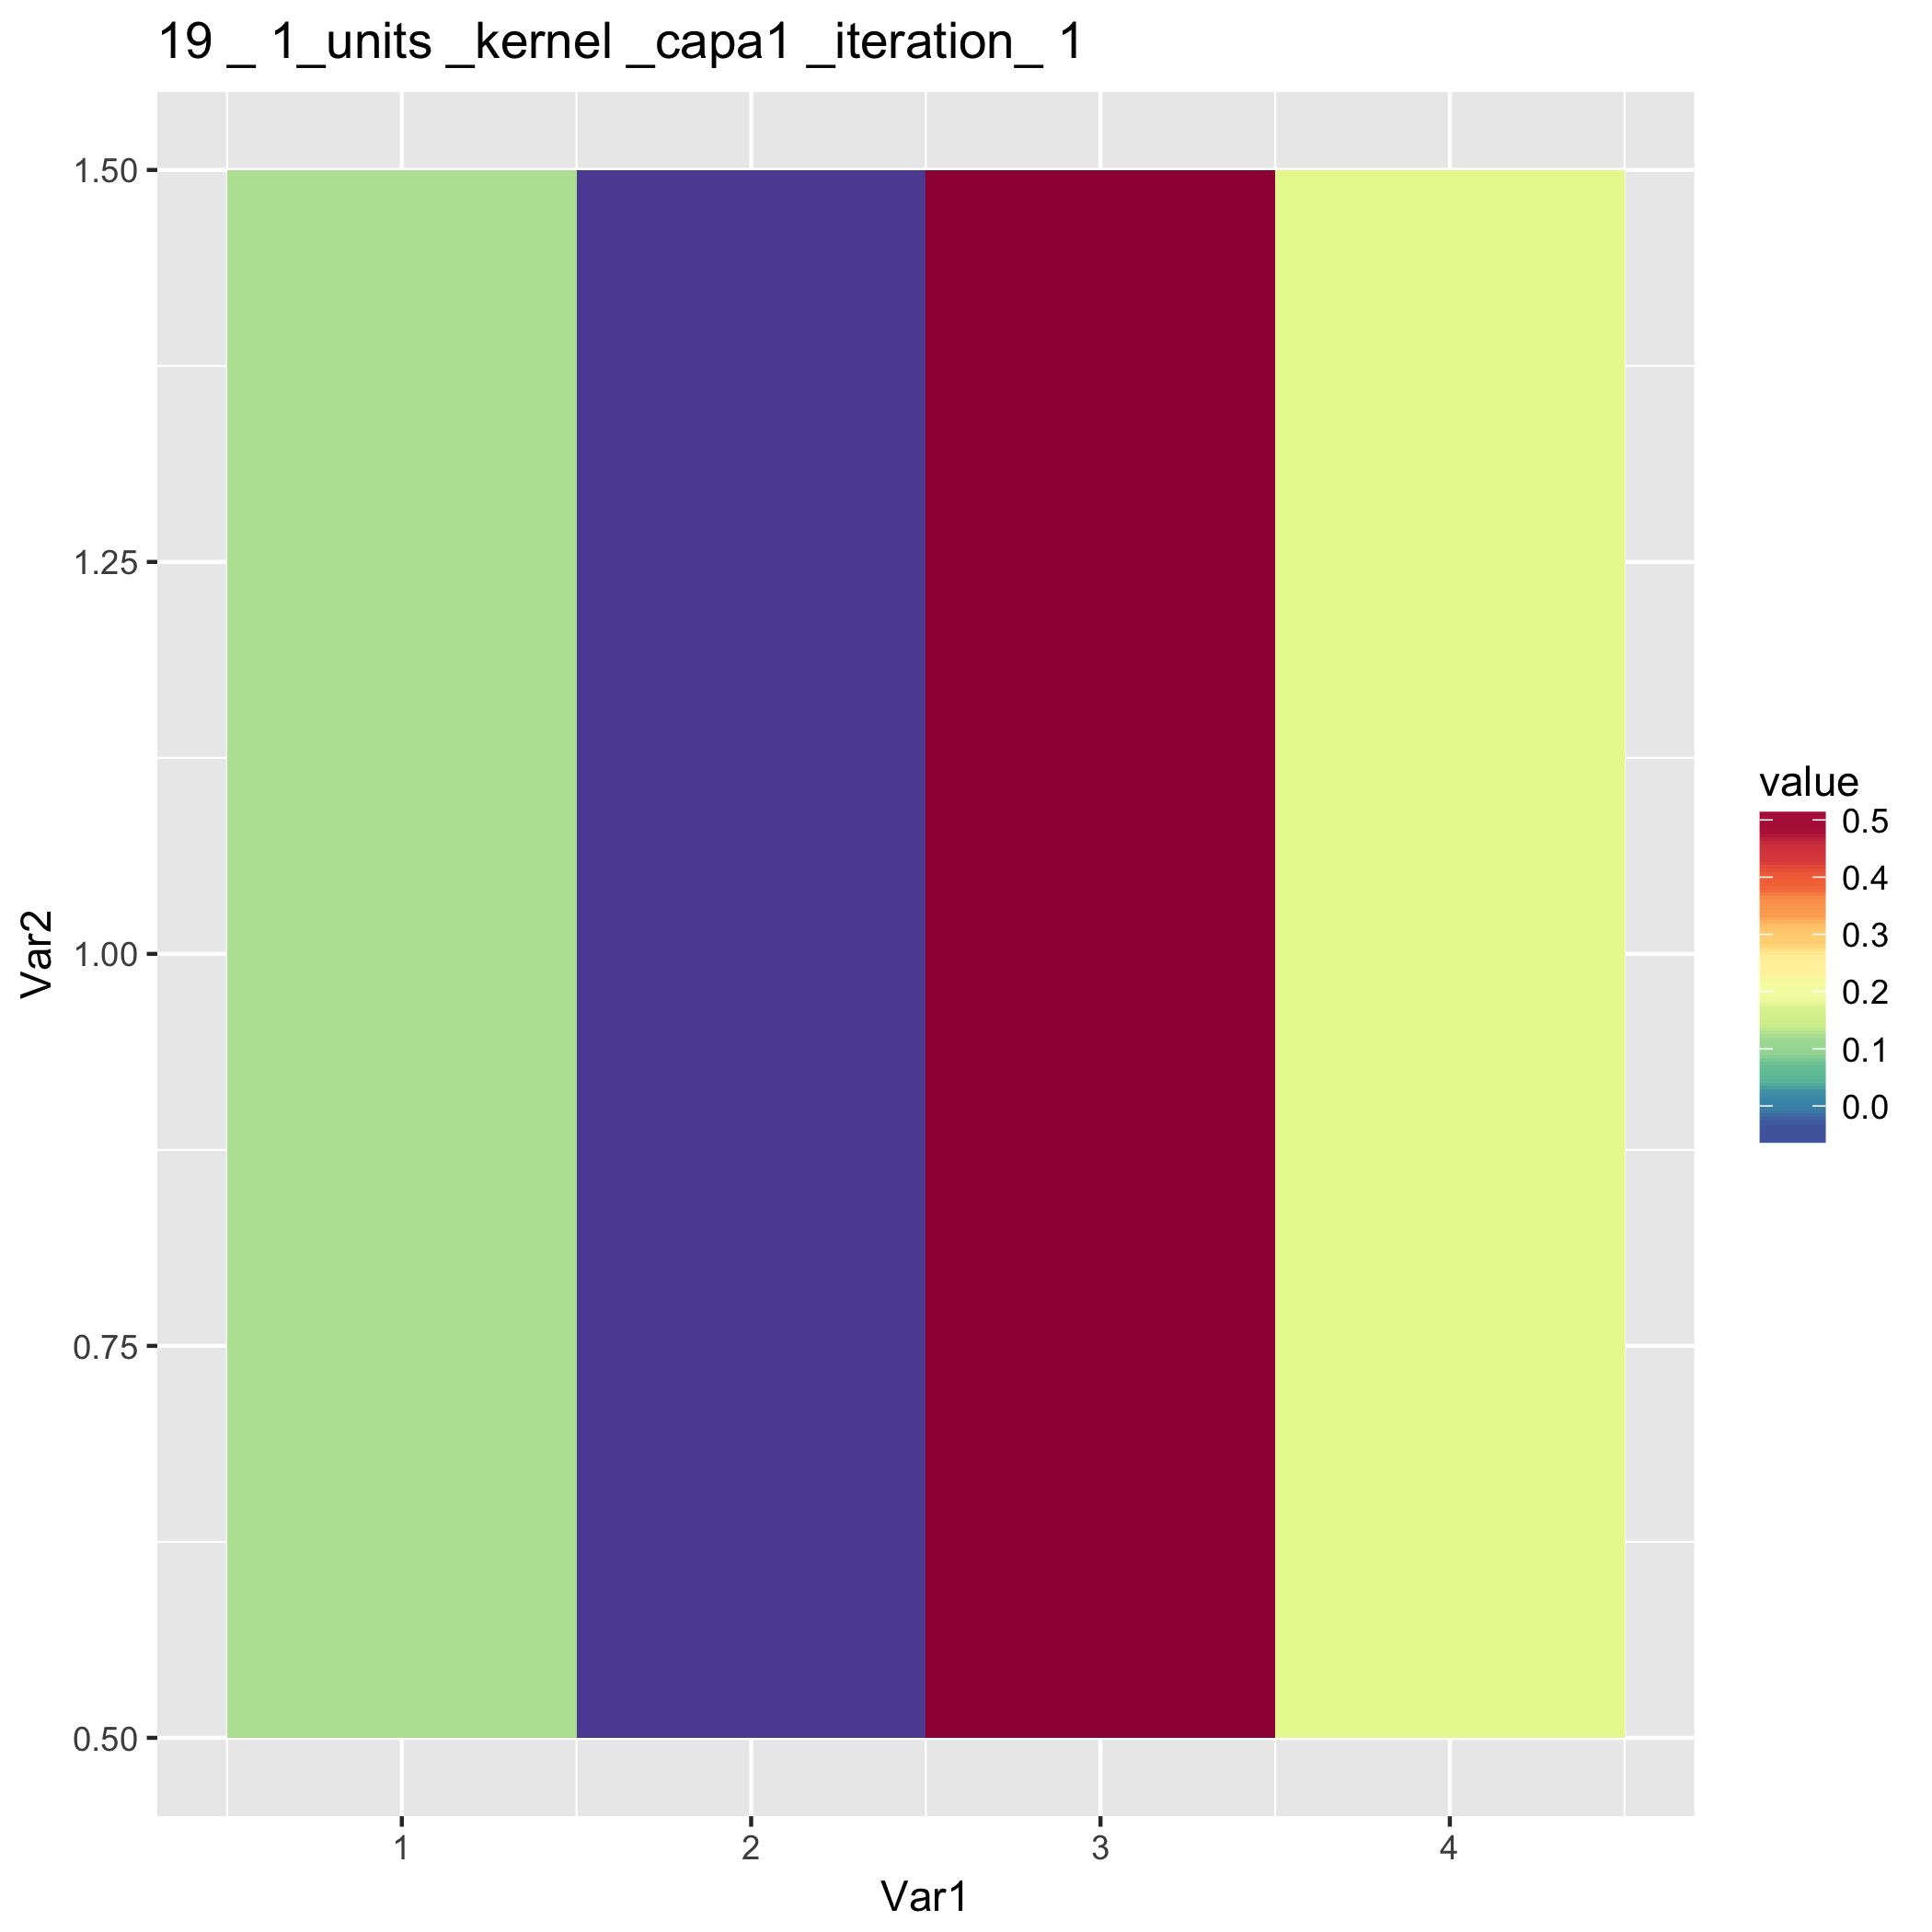 19 _ 1_units _kernel _capa1 _iteration_ 1
1.50
1.25
1.00
0.75
0.50
Var2
1 2 3 4
Var1
value
0.5
0.4
0.3
0.2
0.1
0.0